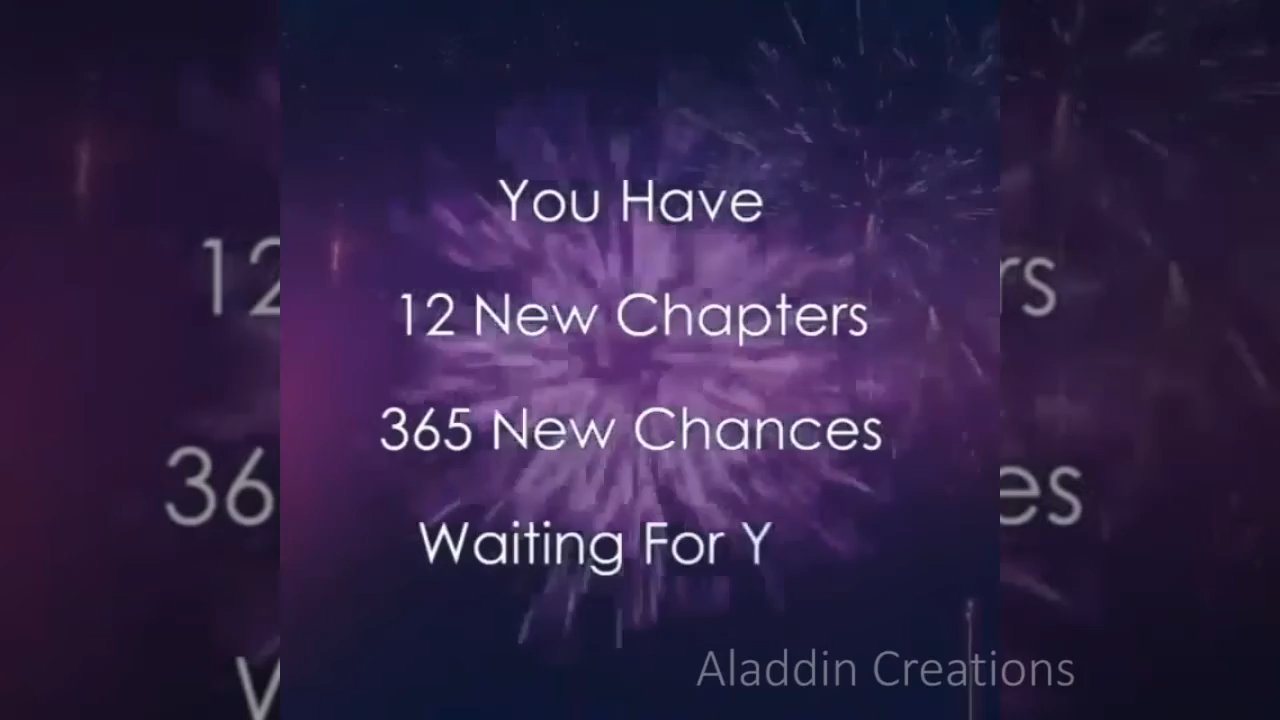 You Have
12 New Chapters
365 New Chances
Waiting For Y
Aladdin Creations